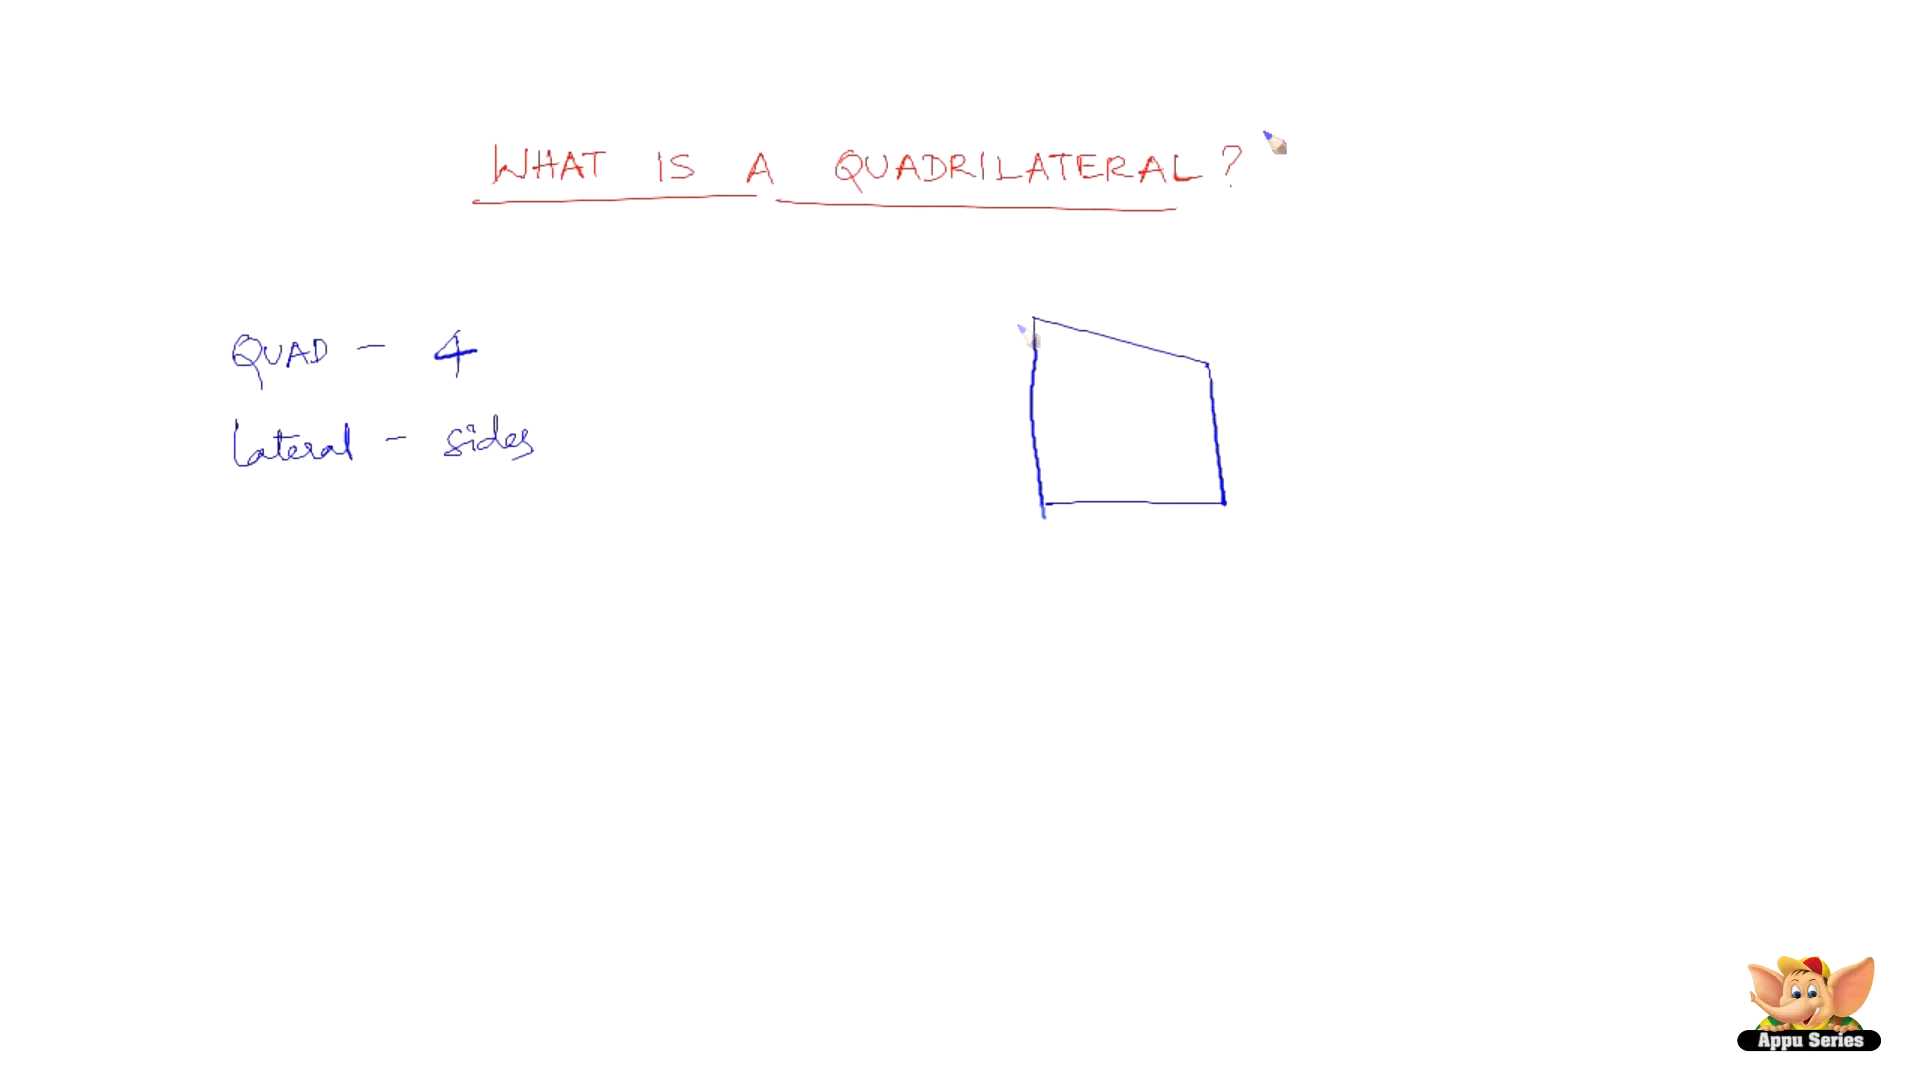 WHAT IS A QUADRILATERAL?
QUAD - 4
lateral - sides
Appu Series